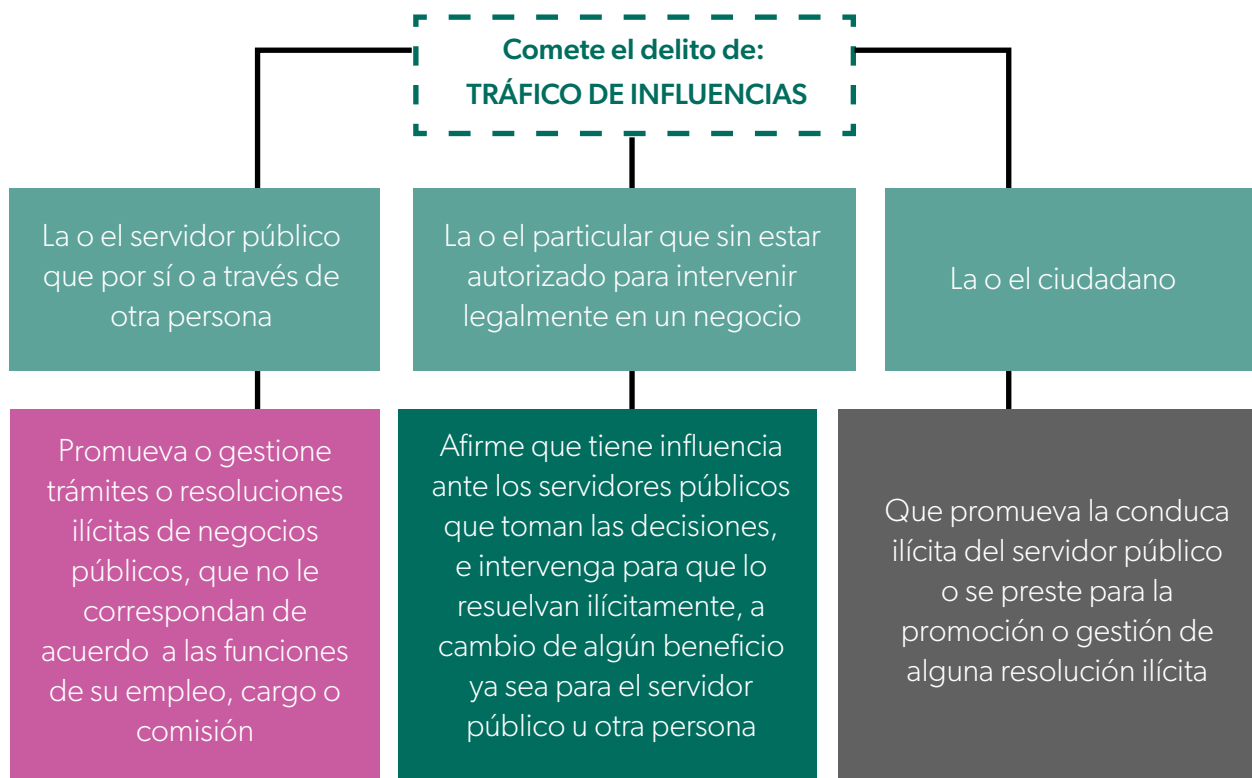 Comete el delito de:
TRÁFICO DE INFLUENCIAS
La o el servidor público
que por sí o a través de
otra persona
La o el particular que sin estar
autorizado para intervenir
legalmente en un negocio
La o el ciudadano
Promueva o gestione
trámites o resoluciones
ilícitas de negocios
públicos, que no le
correspondan de
acuerdo a las funciones
de su empleo, cargo o
comisión
Afirme que tiene influencia
ante los servidores públicos
que toman las decisiones,
e intervenga para que lo
resuelvan ilícitamente, a
cambio de algún beneficio
ya sea para el servidor
público u otra persona
Que promueva la conduca
ilícita del servidor público
o se preste para la
promoción o gestión de
alguna resolución ilícita